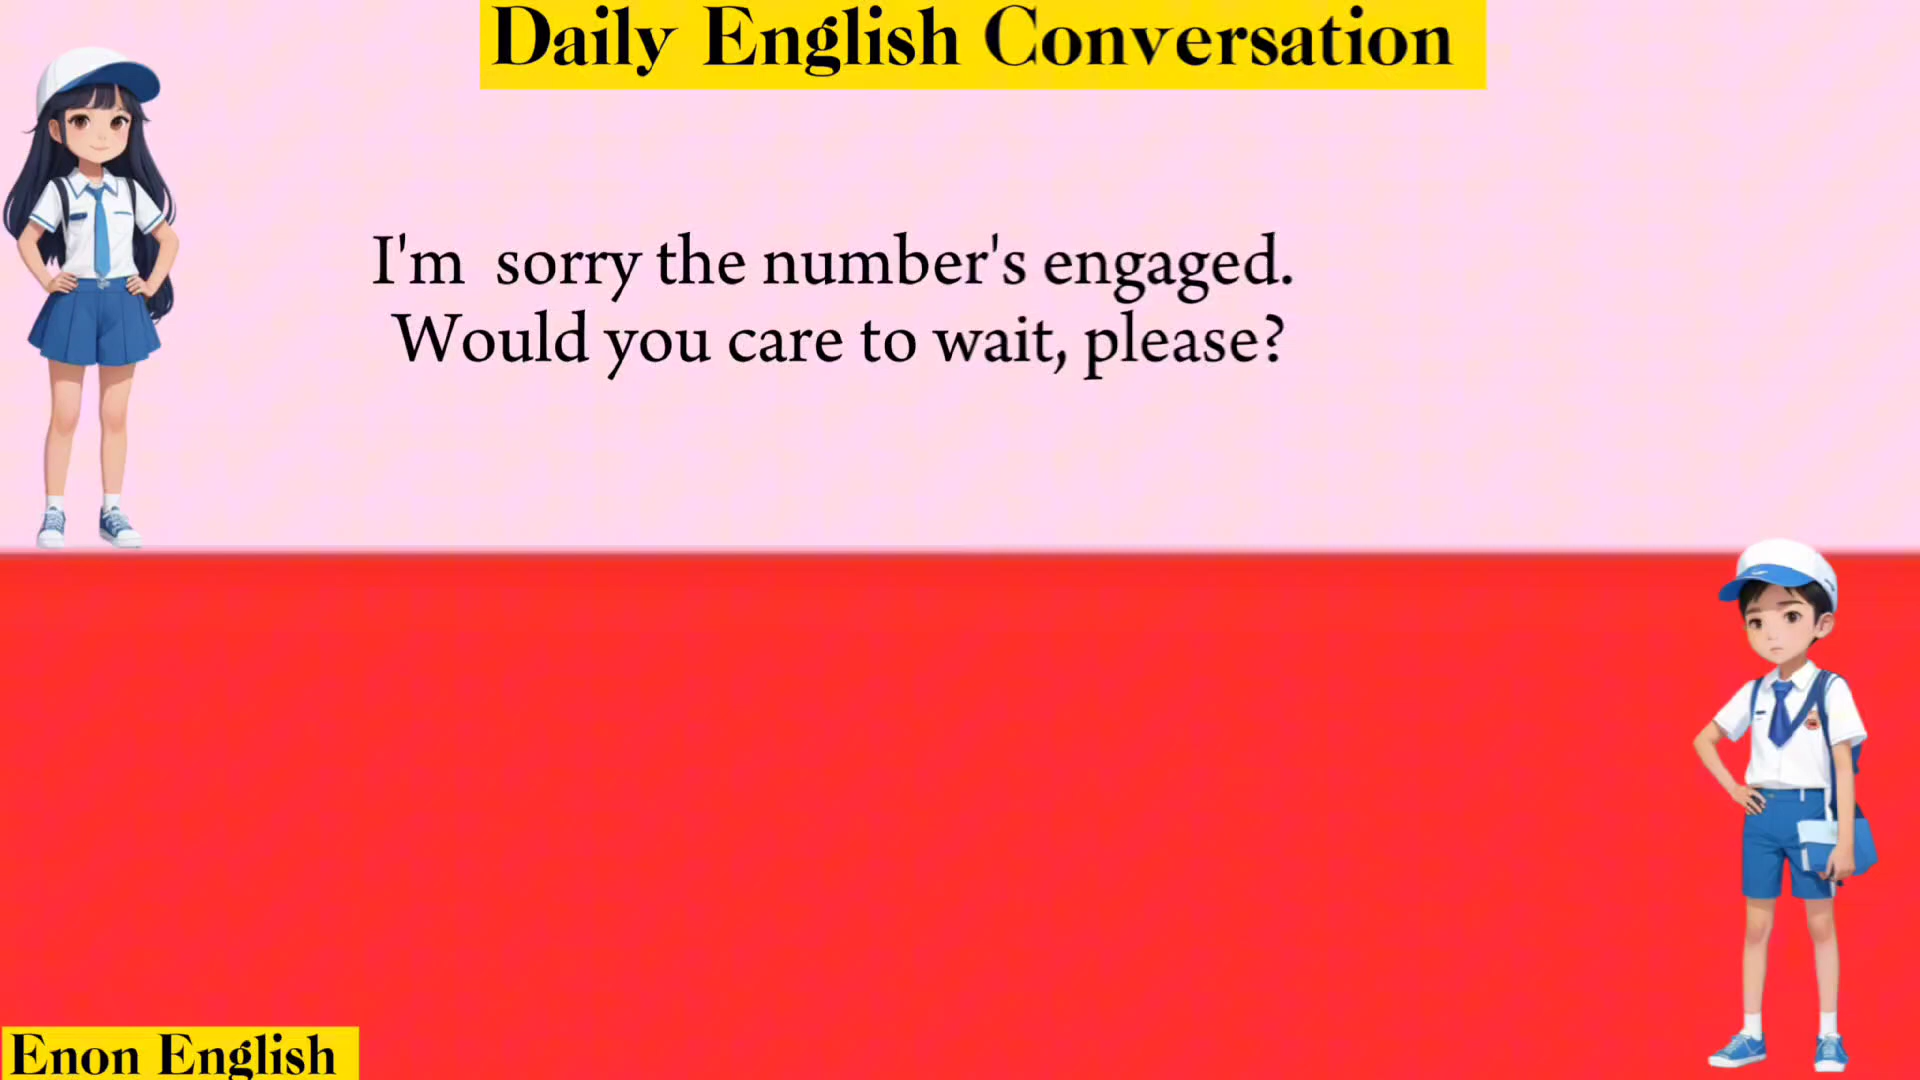 Daily English Conversation
I'm sorry the number's engaged.
Would you care to wait, please?
Enon English